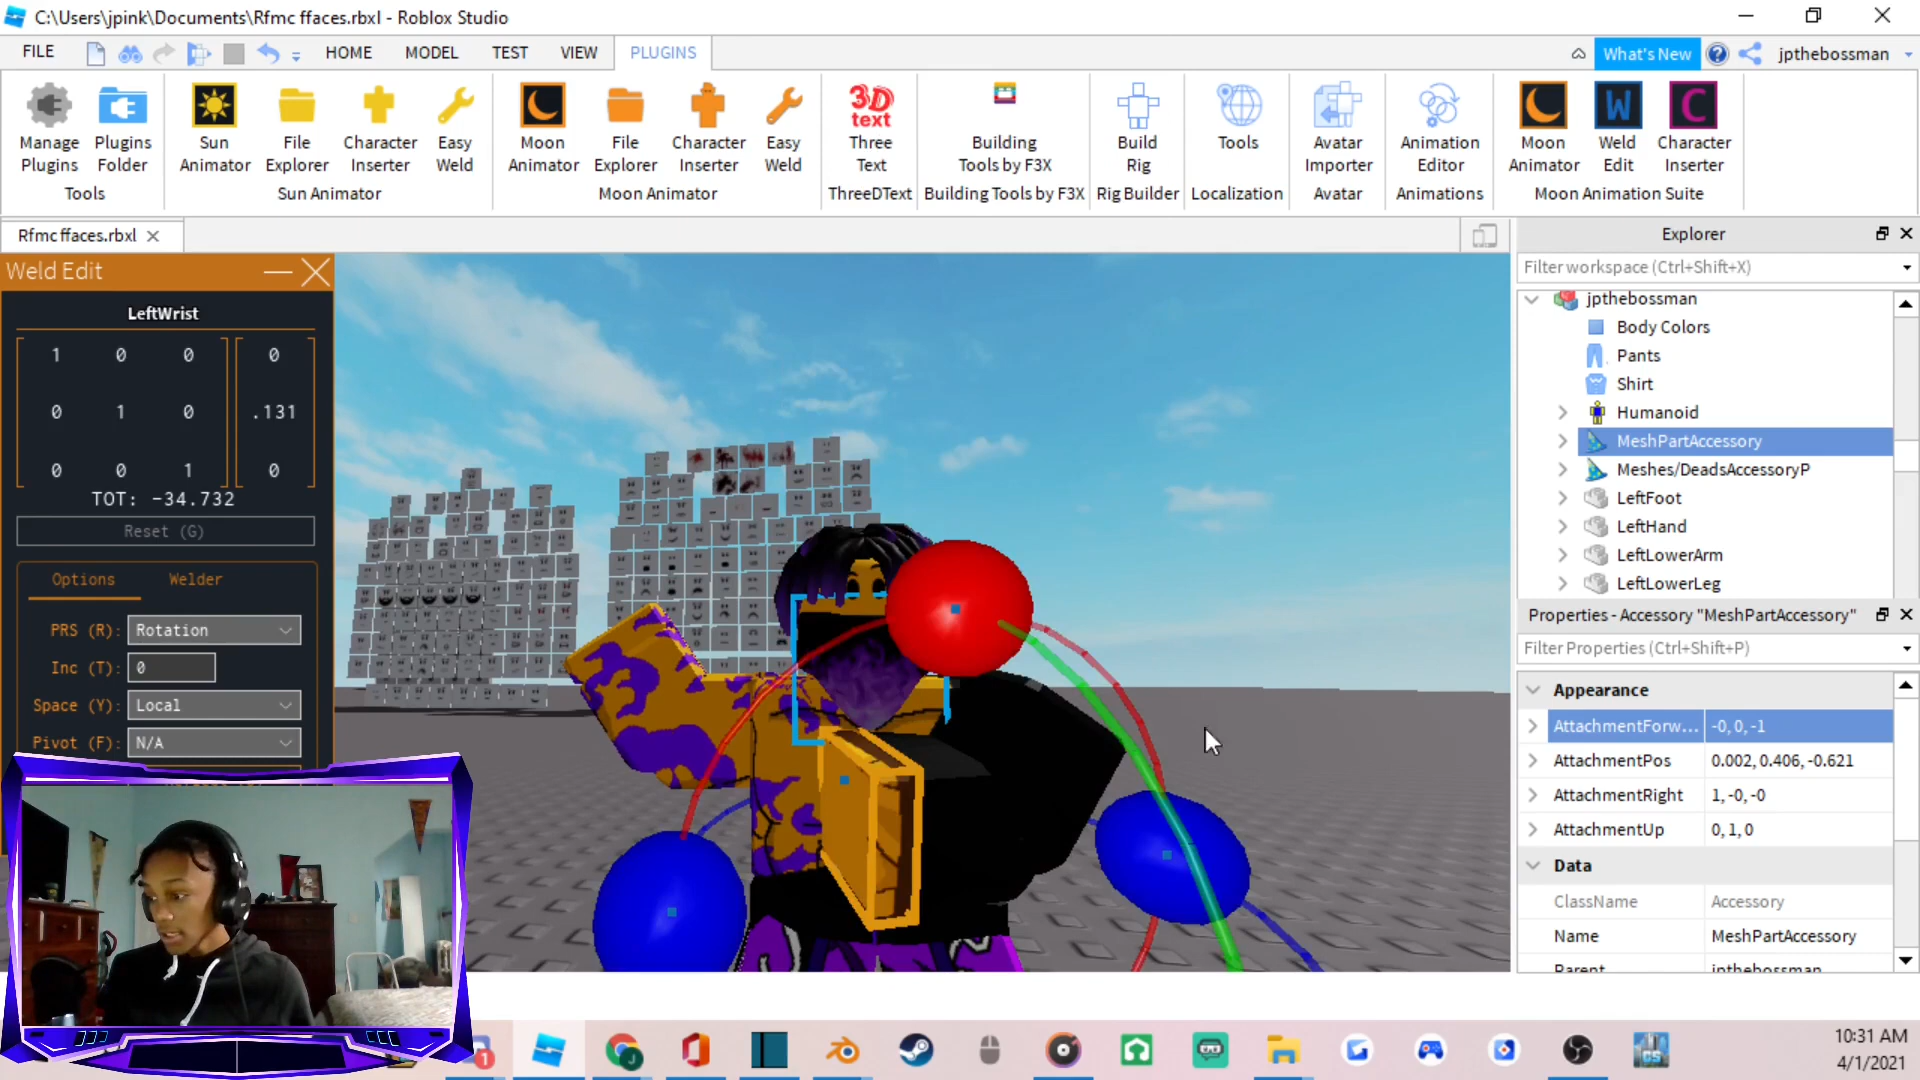 C:\Users\jpink\Documents\Rfmc ffaces.rbxl - Roblox Studio
FILE HOME MODEL TEST VIEW PLUGINS What's New jpthebossman
Manage Plugins
Plugins Folder
Sun Animator
File Explorer
Character Inserter
Easy Weld
Moon Animator
File Explorer
Character Inserter
Easy Weld
3D text
Three Text
Building Tools by F3X
Build Rig
Tools
Avatar Importer
Animation Editor
Moon Animator
W
Weld Edit
C
Character Inserter
Tools Sun Animator Moon Animator ThreeDText Building Tools by F3X Rig Builder Localization Avatar Animations Moon Animation Suite
Rfmc ffaces.rbxl
Weld Edit
LeftWrist
1 0 0 0
0 1 0 .131
0 0 1 0
TOT: -34.732
Reset (G)
Options Welder
PRS (R): Rotation
Inc (T): 0
Space (Y): Local
Pivot (F): N/A
Explorer
Filter workspace (Ctrl+Shift+X)
jpthebossman
Body Colors
Pants
Shirt
Humanoid
MeshPartAccessory
Meshes/DeadsAccessoryP
LeftFoot
LeftHand
LeftLowerArm
LeftLowerLeg
Properties - Accessory "MeshPartAccessory"
Filter Properties (Ctrl+Shift+P)
Appearance
AttachmentForw... -0, 0, -1
AttachmentPos 0.002, 0.406, -0.621
AttachmentRight 1, -0, -0
AttachmentUp 0, 1, 0
Data
ClassName Accessory
Name MeshPartAccessory
Parent jpthebossman
1
J
CS
10:31 AM
4/1/2021